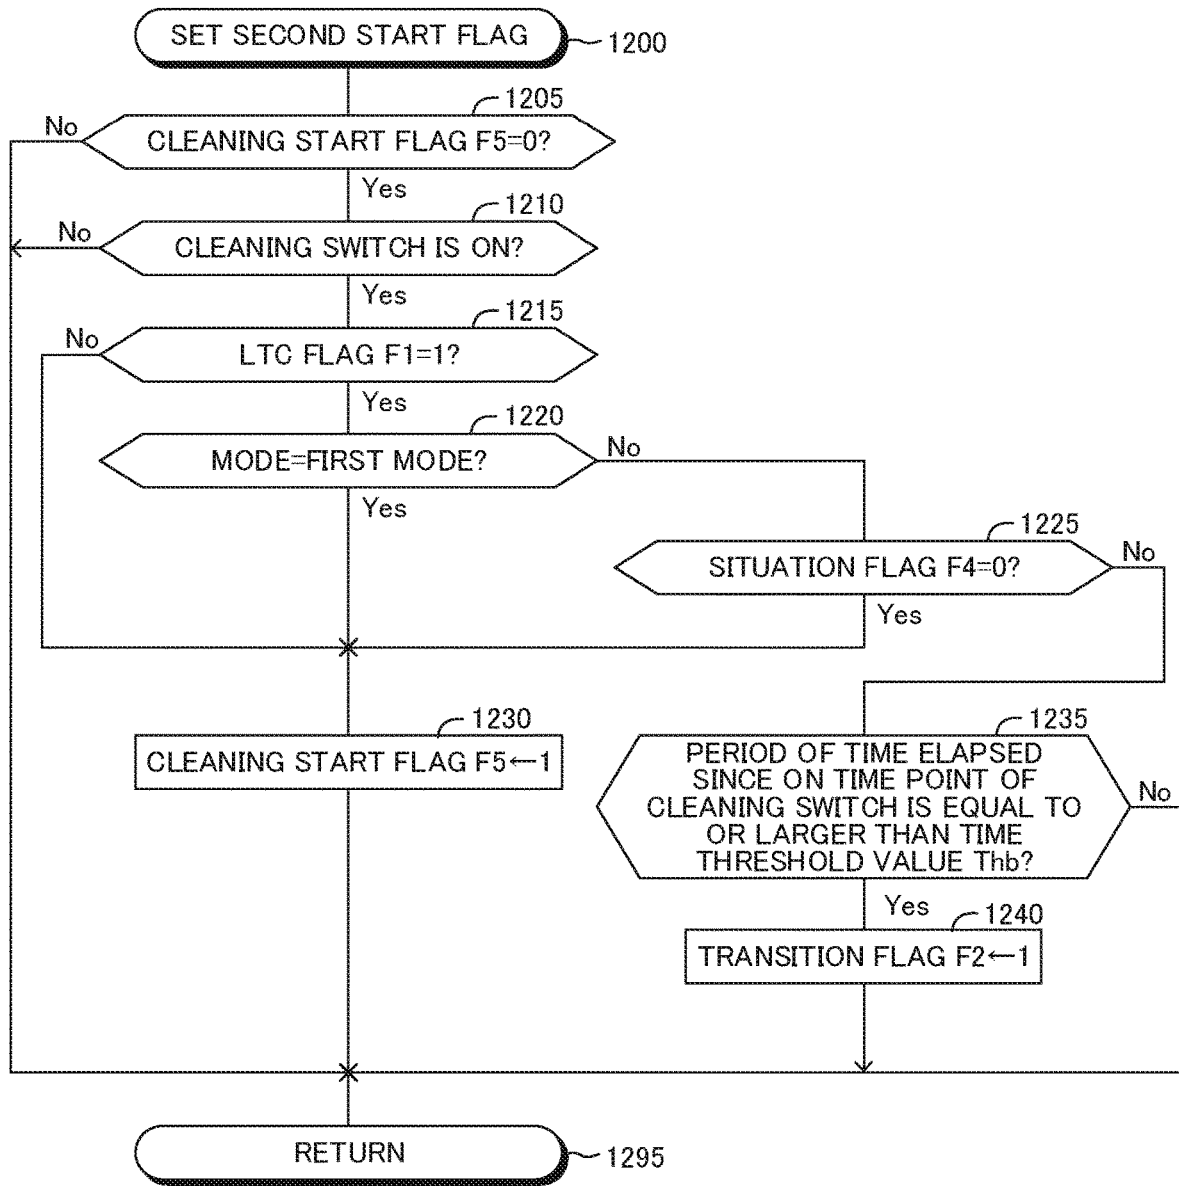 SET SECOND START FLAG
1200
1205
No
CLEANING START FLAG F5=0?
Yes
1210
No
CLEANING SWITCH IS ON?
Yes
1215
No
LTC FLAG F1=1?
Yes
1220
MODE=FIRST MODE?
No
Yes
1225
SITUATION FLAG F4=0?
No
Yes
1230
CLEANING START FLAG F5←1
1235
PERIOD OF TIME ELAPSED
SINCE ON TIME POINT OF
CLEANING SWITCH IS EQUAL TO
OR LARGER THAN TIME
THRESHOLD VALUE Thb?
No
Yes
1240
TRANSITION FLAG F2←1
RETURN
1295